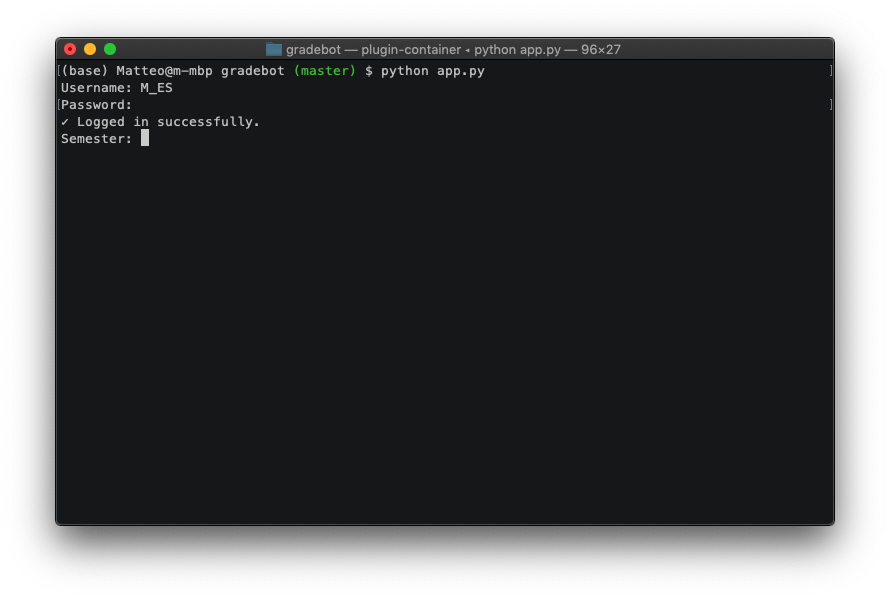 gradebot — plugin-container ◂ python app.py — 96×27
[(base) Matteo@m-mbp gradebot (master) $ python app.py ]
Username: M_ES
[Password: ]
✓ Logged in successfully.
Semester: